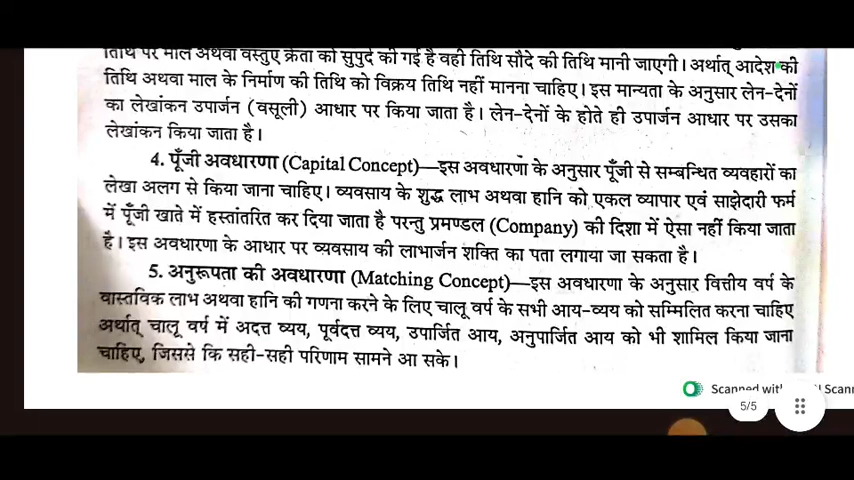 तिथि पर माल अथवा वस्तुएँ क्रेता को सुपुर्द की गई है वही तिथि सौदे की तिथि मानी जाएगी। अर्थात् आदेश की
तिथि अथवा माल के निर्माण की तिथि को विक्रय तिथि नहीं मानना चाहिए। इस मान्यता के अनुसार लेन-देनों
का लेखांकन उपार्जन (वसूली) आधार पर किया जाता है। लेन-देनों के होते ही उपार्जन आधार पर उसका
लेखांकन किया जाता है।
4. पूँजी अवधारणा (Capital Concept)—इस अवधारणा के अनुसार पूँजी से सम्बन्धित व्यवहारों का
लेखा अलग से किया जाना चाहिए। व्यवसाय के शुद्ध लाभ अथवा हानि को एकल व्यापार एवं साझेदारी फर्म
में पूँजी खाते में हस्तांतरित कर दिया जाता है परन्तु प्रमण्डल (Company) की दिशा में ऐसा नहीं किया जाता
है। इस अवधारणा के आधार पर व्यवसाय की लाभार्जन शक्ति का पता लगाया जा सकता है।
5. अनुरूपता की अवधारणा (Matching Concept)—इस अवधारणा के अनुसार वित्तीय वर्ष के
वास्तविक लाभ अथवा हानि की गणना करने के लिए चालू वर्ष के सभी आय-व्यय को सम्मिलित करना चाहिए
अर्थात् चालू वर्ष में अदत्त व्यय, पूर्वदत्त व्यय, उपार्जित आय, अनुपार्जित आय को भी शामिल किया जाना
चाहिए, जिससे कि सही-सही परिणाम सामने आ सके।
Scanned with
5/5